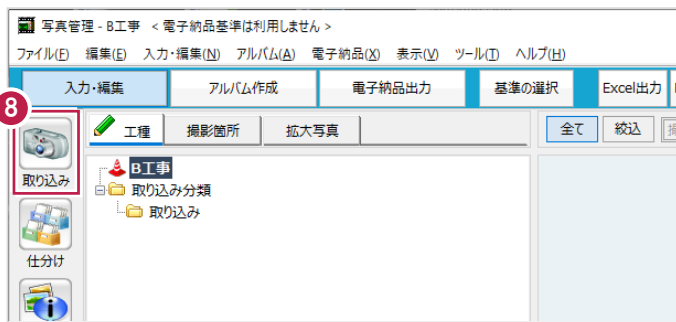 写真管理 - B工事 < 電子納品基準は利用しません >
ファイル(F) 編集(E) 入力・編集(N) アルバム(A) 電子納品(X) 表示(V) ツール(T) ヘルプ(H)
入力・編集 アルバム作成 電子納品出力 基準の選択 Excel出力
8
工種 撮影箇所 拡大写真 全て 絞込
取り込み
B工事
取り込み分類
取り込み
仕分け